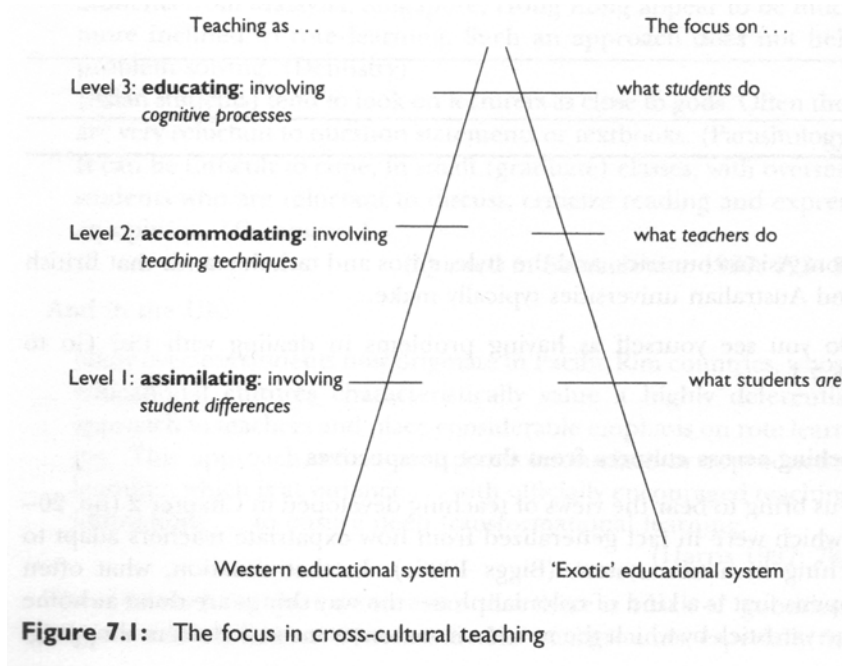 Teaching as . . .
The focus on . . .
Level 3: educating: involving
cognitive processes
what students do
Level 2: accommodating: involving
teaching techniques
what teachers do
Level 1: assimilating: involving
student differences
what students are
Western educational system
'Exotic' educational system
Figure 7.1: The focus in cross-cultural teaching